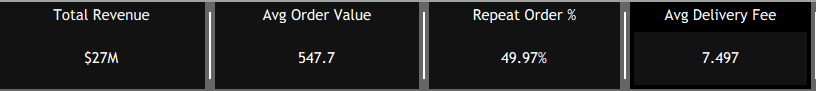 Total Revenue
$27M
Avg Order Value
547.7
Repeat Order %
49.97%
Avg Delivery Fee
7.497